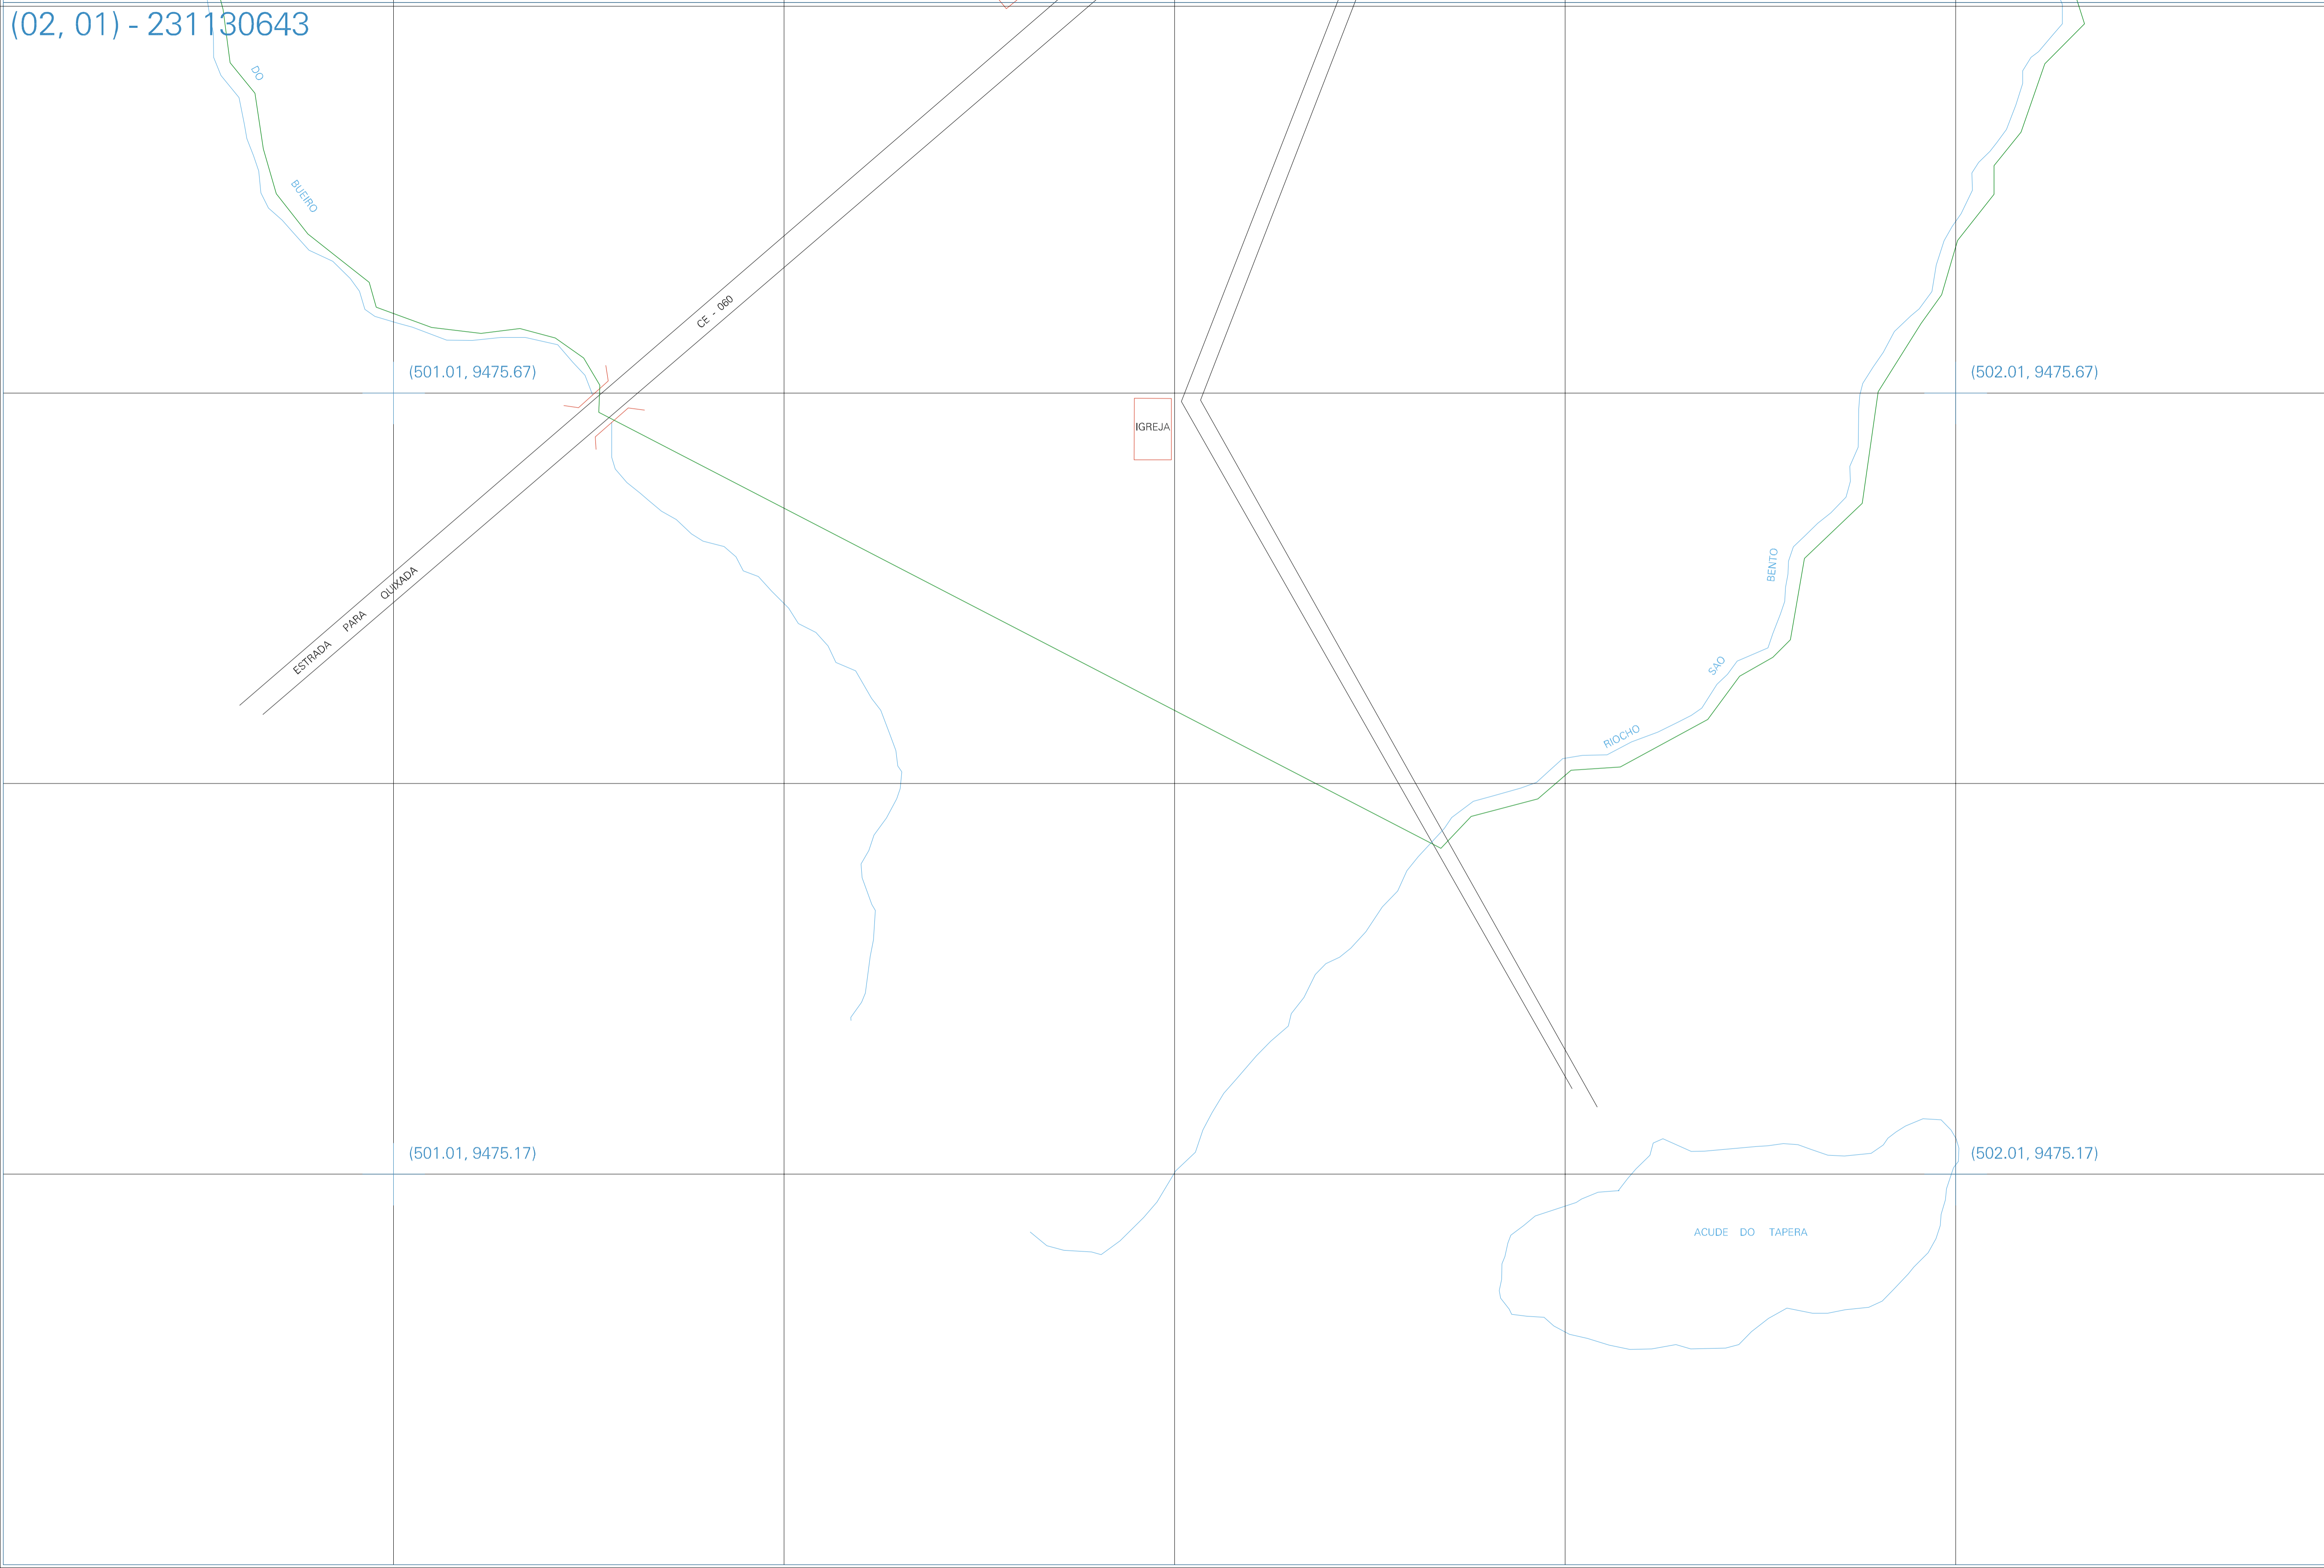 (02, 01) - 231130643
DO
BUEIRO
CE - 060
(501.01, 9475.67)
(502.01, 9475.67)
IGREJA
ESTRADA PARA QUIXADA
BENTO
SAO
RIOCHO
(501.01, 9475.17)
(502.01, 9475.17)
ACUDE DO TAPERA